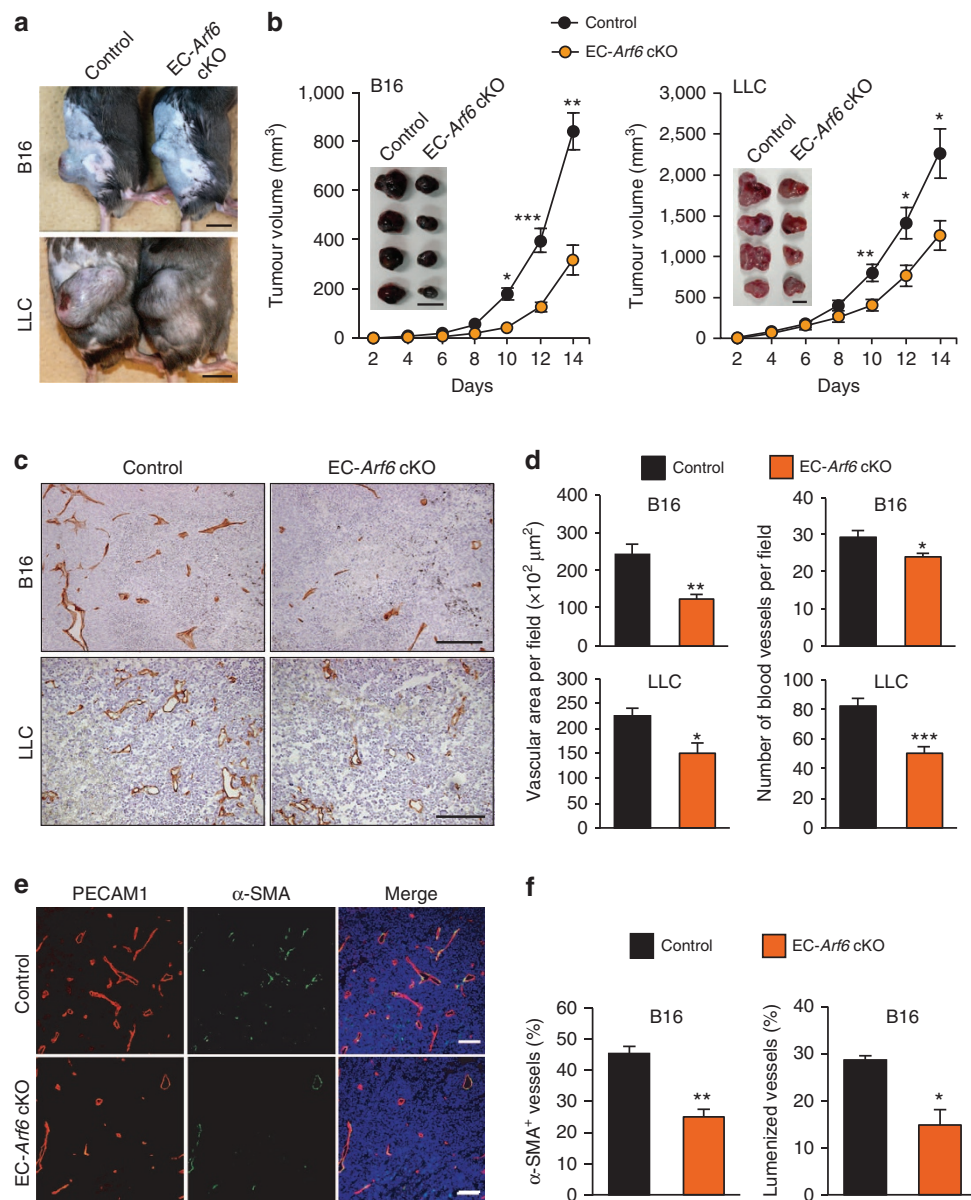 a
Control
EC-Arf6
cKO
B16
LLC
b
Control
EC-Arf6 cKO
B16
Tumour volume (mm³)
1,000
800
600
400
200
0
Control
EC-Arf6 cKO
*
***
**
2 4 6 8 10 12 14
Days
LLC
Tumour volume (mm³)
3,000
2,500
2,000
1,500
1,000
500
0
Control
EC-Arf6 cKO
**
*
*
2 4 6 8 10 12 14
Days
c
Control EC-Arf6 cKO
B16
LLC
d
Control EC-Arf6 cKO
Vascular area per field (×10² μm²)
B16
400
300
200
100
0
**
LLC
300
250
200
150
100
50
0
*
Number of blood vessels per field
B16
40
30
20
10
0
*
LLC
100
80
60
40
20
0
***
e
PECAM1 α-SMA Merge
Control
EC-Arf6 cKO
f
Control EC-Arf6 cKO
B16
α-SMA⁺ vessels (%)
60
50
40
30
20
10
0
**
B16
Lumenized vessels (%)
40
30
20
10
0
*